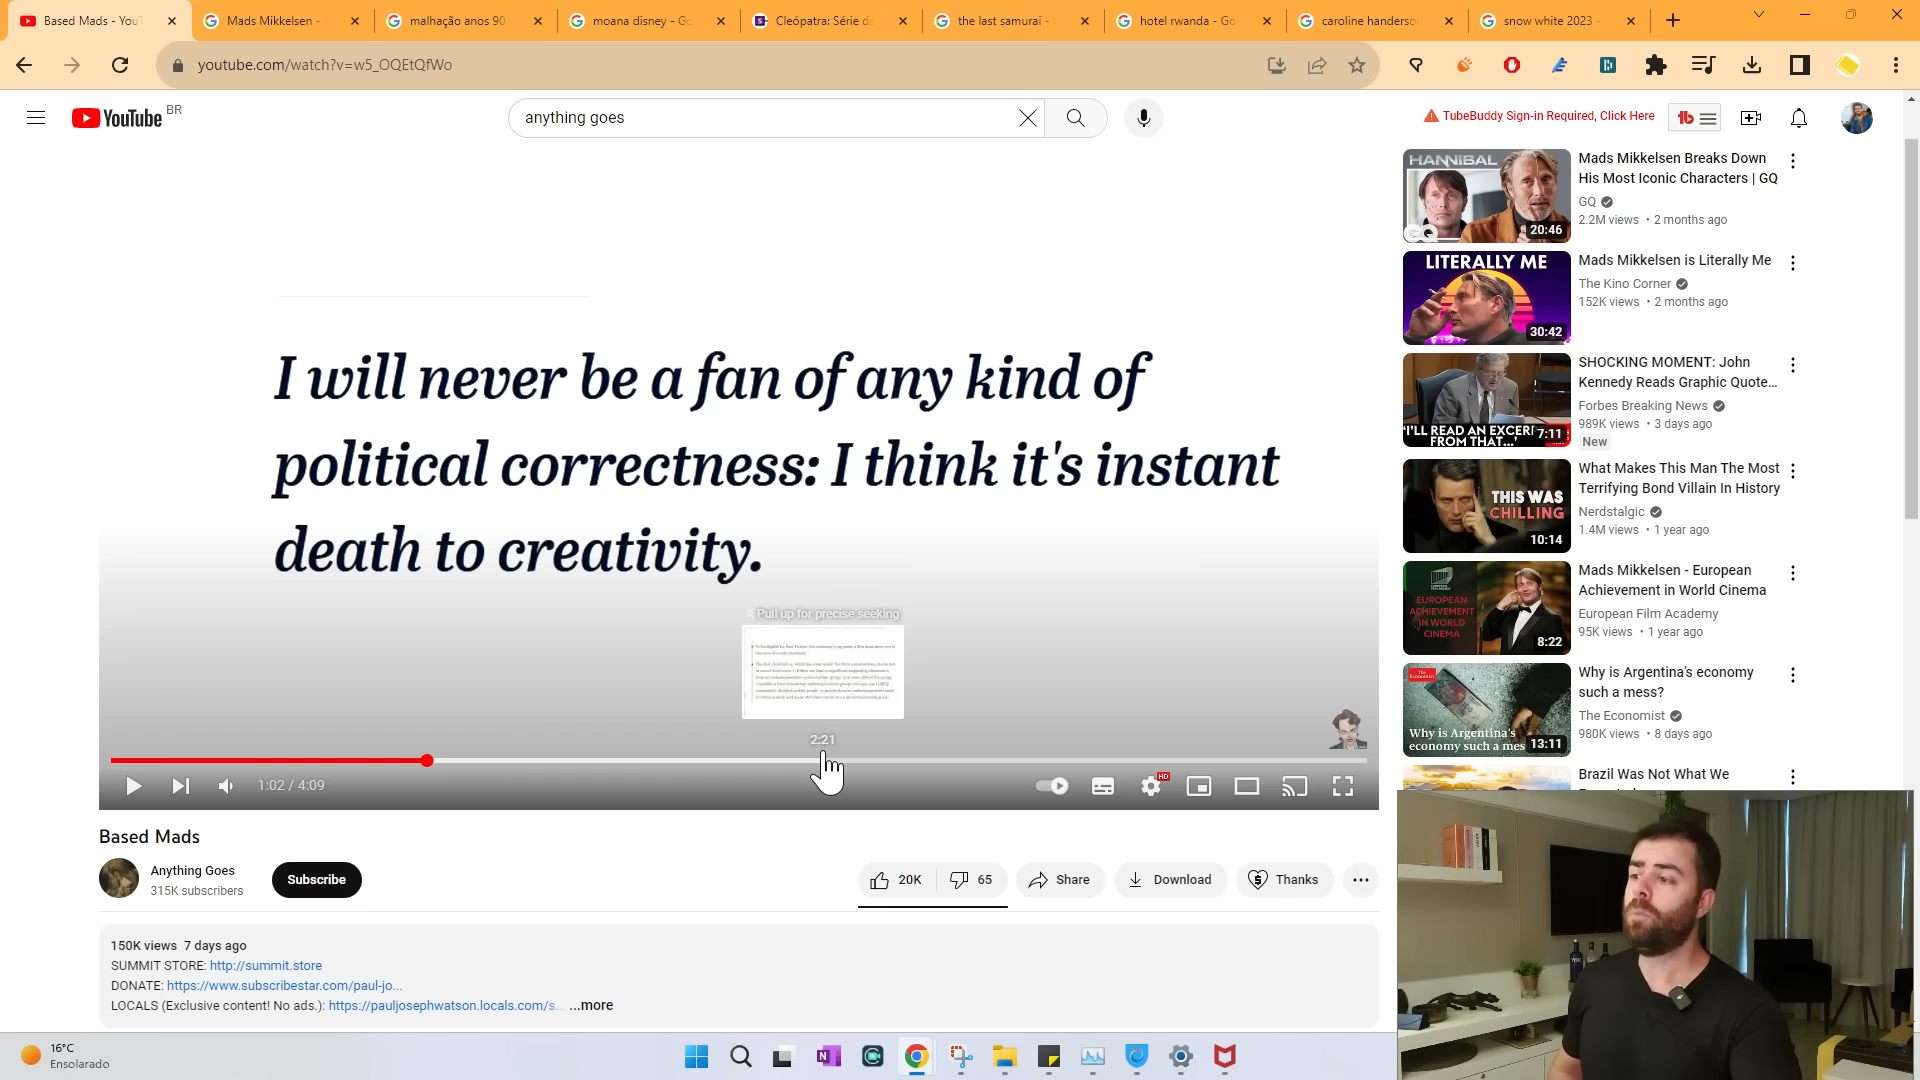 Based Mads - YouT
Mads Mikkelsen -
malhação anos 90
moana disney - Go
Cleópatra: Série da
the last samurai -
hotel rwanda - Go
caroline handerso
snow white 2023 -
youtube.com/watch?v=w5_OQEtQfWo
YouTube BR
anything goes
TubeBuddy Sign-in Required, Click Here
tb
I will never be a fan of any kind of
political correctness: I think it's instant
death to creativity.
Pull up for precise seeking
2:21
1:02 / 4:09
HD
Based Mads
Anything Goes
315K subscribers
Subscribe
20K
65
Share
Download
Thanks
150K views 7 days ago
SUMMIT STORE: http://summit.store
DONATE: https://www.subscribestar.com/paul-jo...
LOCALS (Exclusive content! No ads.): https://pauljosephwatson.locals.com/s... ...more
HANNIBAL
GQ
20:46
Mads Mikkelsen Breaks Down
His Most Iconic Characters | GQ
GQ
2.2M views • 2 months ago
LITERALLY ME
30:42
Mads Mikkelsen is Literally Me
The Kino Corner
152K views • 2 months ago
'I'LL READ AN EXCERPT
FROM THAT...'
7:11
SHOCKING MOMENT: John
Kennedy Reads Graphic Quote...
Forbes Breaking News
989K views • 3 days ago
New
THIS WAS
CHILLING
10:14
What Makes This Man The Most
Terrifying Bond Villain In History
Nerdstalgic
1.4M views • 1 year ago
EUROPEAN
ACHIEVEMENT
IN WORLD
CINEMA
8:22
Mads Mikkelsen - European
Achievement in World Cinema
European Film Academy
95K views • 1 year ago
The Economist
Why is Argentina's
economy such a mes
13:11
Why is Argentina's economy
such a mess?
The Economist
980K views • 8 days ago
Brazil Was Not What We
16°C
Ensolarado